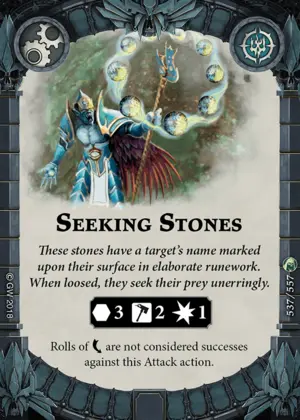 SEEKING STONES
These stones have a target's name marked
upon their surface in elaborate runework.
When loosed, they seek their prey unerringly.
3 2 1
Rolls of are not considered successes
against this Attack action.
© GW 2018
537/557